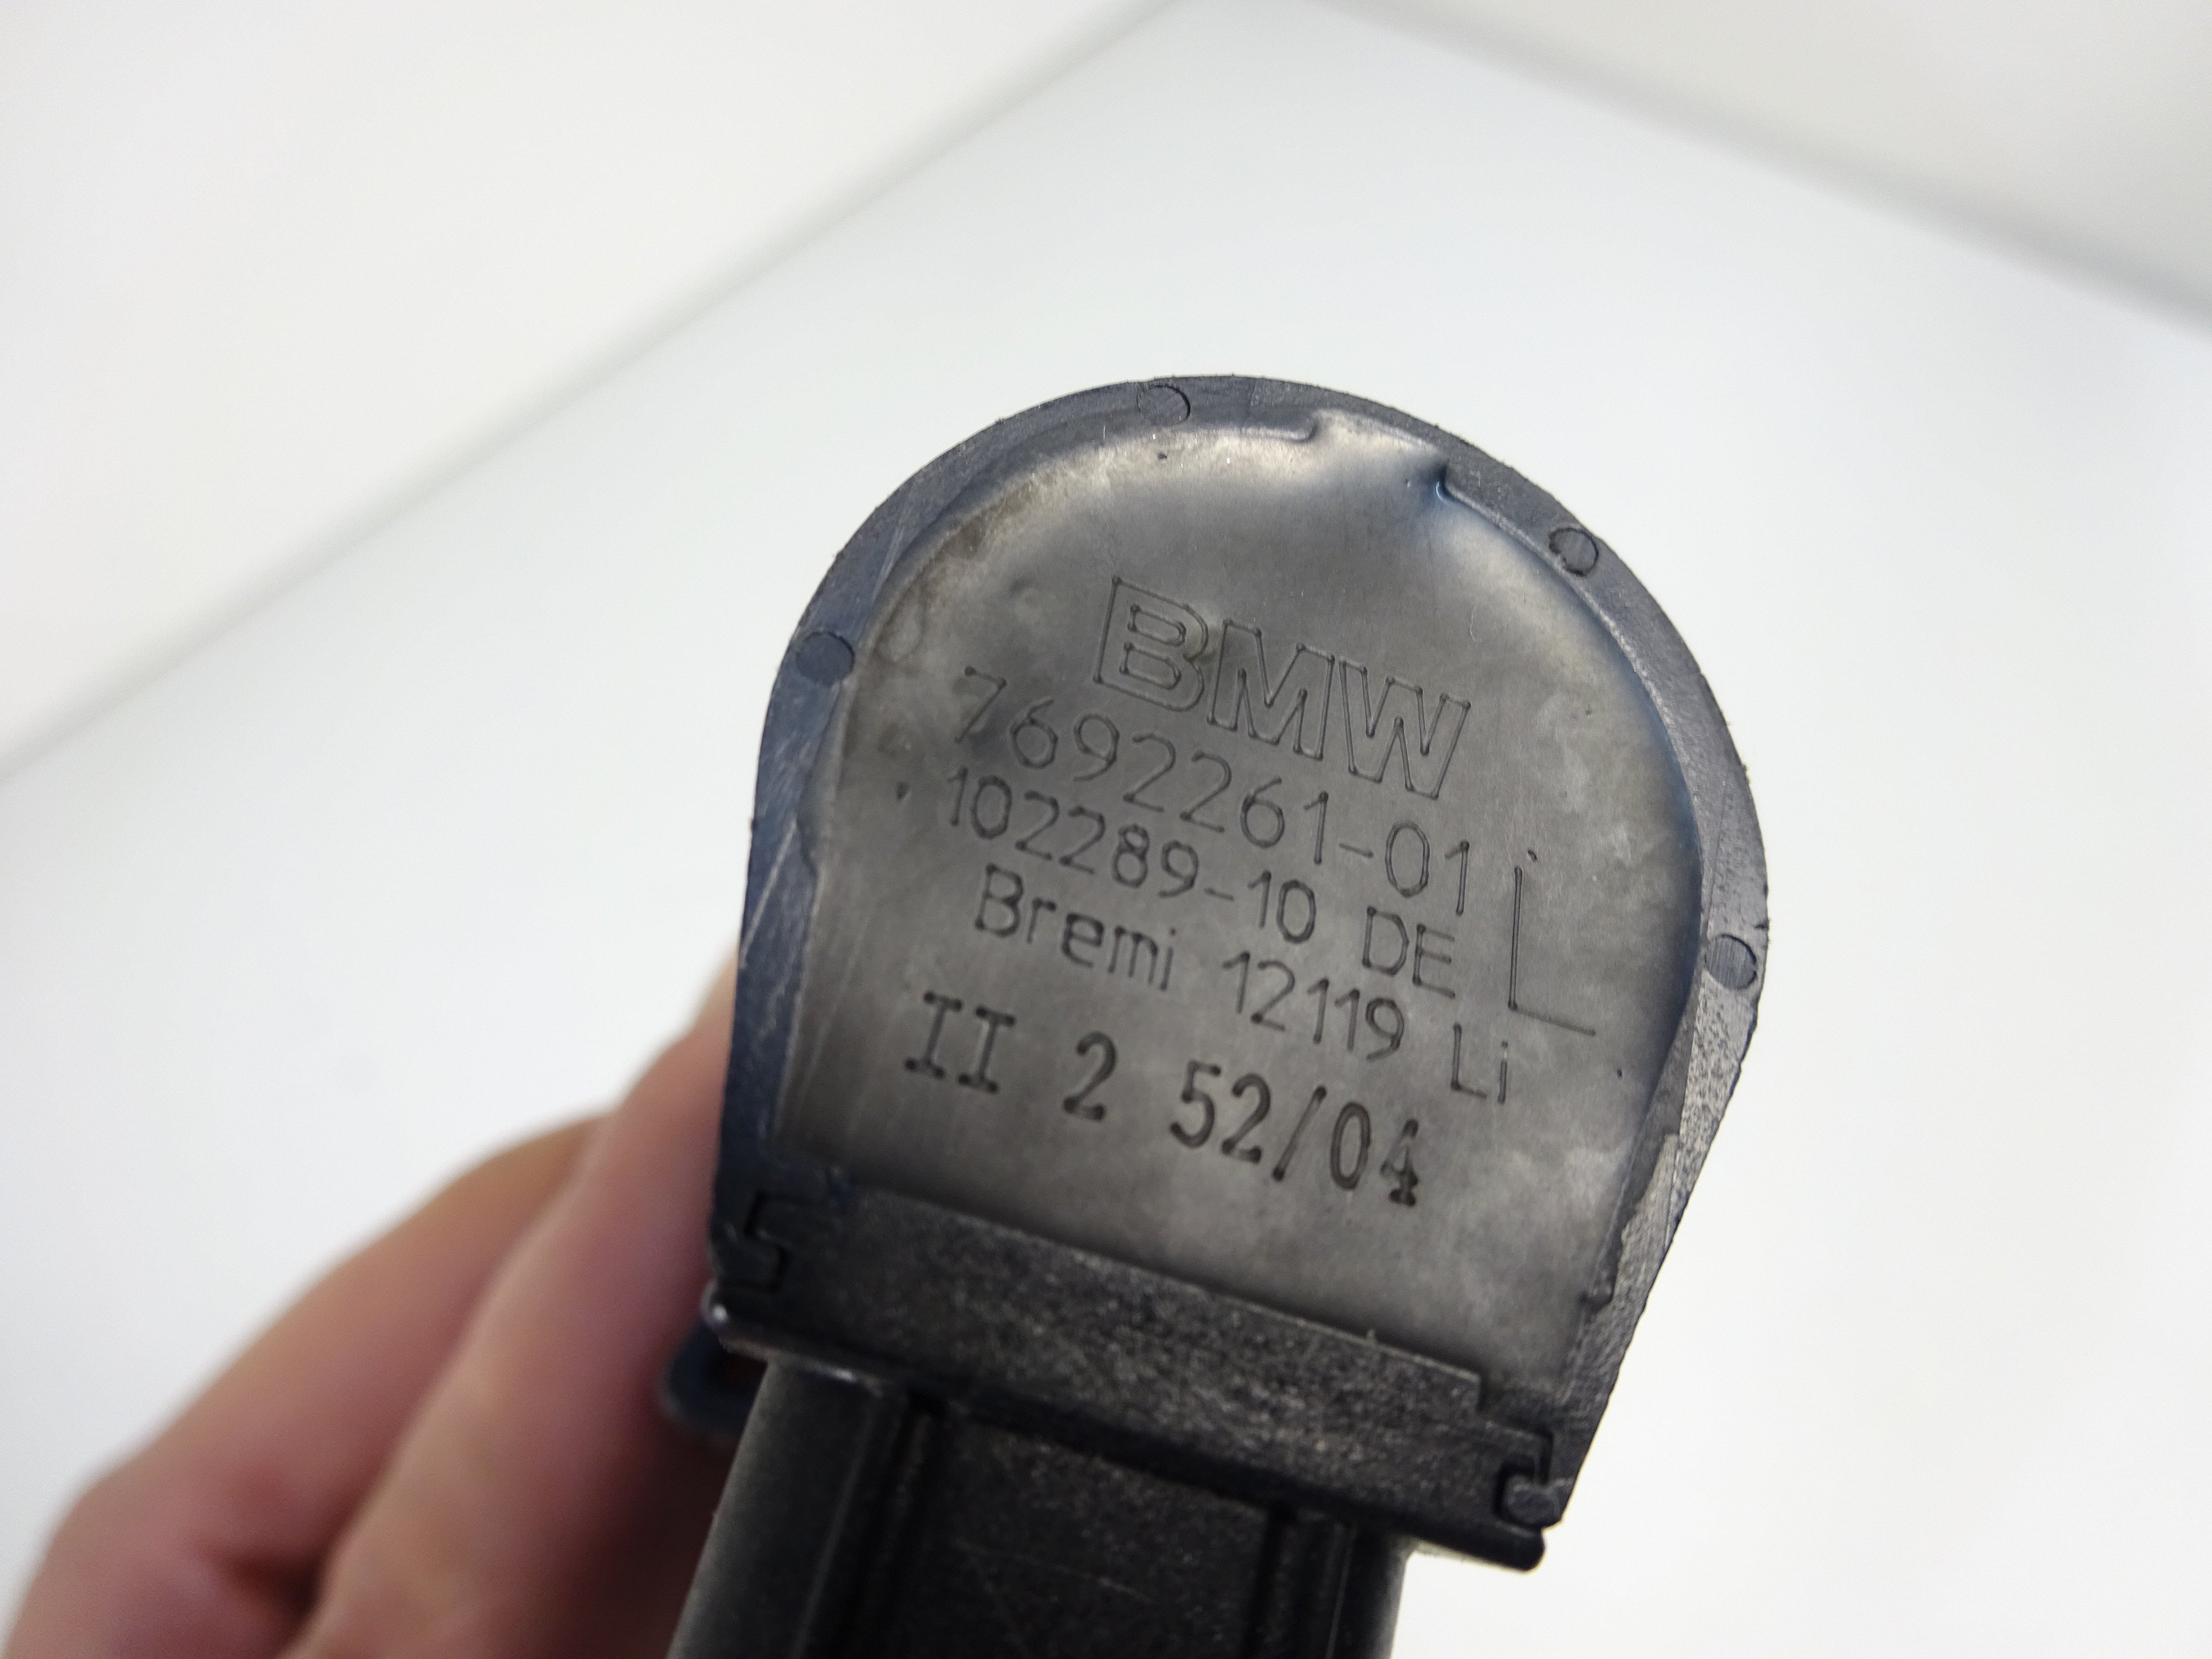 BMW
7692261-01
102289-10 DE
Bremi 12119 Li
L
II 2 52/04